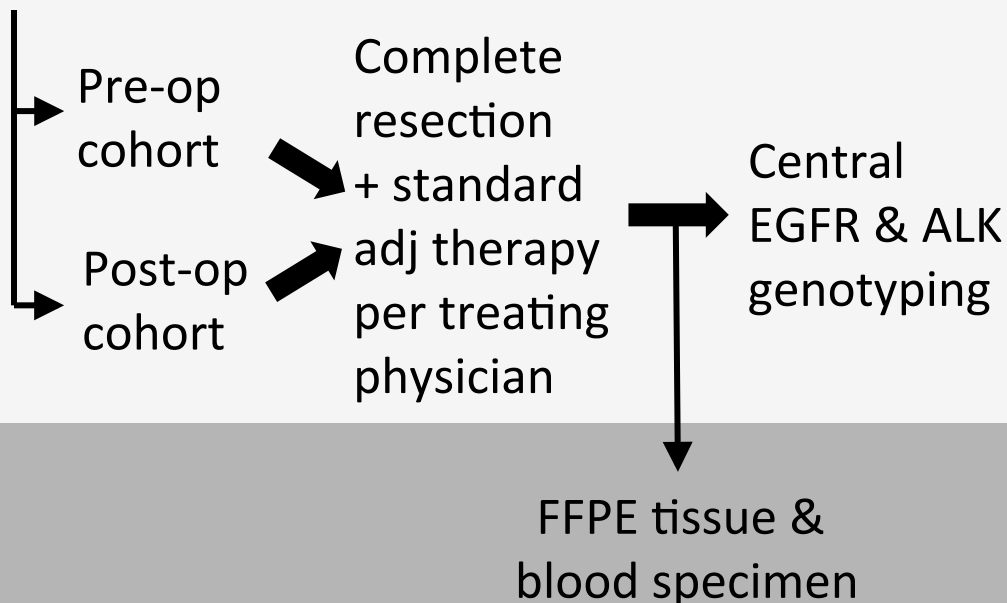 Pre-op
cohort
Post-op
cohort
Complete
resection
+ standard
adj therapy
per treating
physician
Central
EGFR & ALK
genotyping
FFPE tissue &
blood specimen